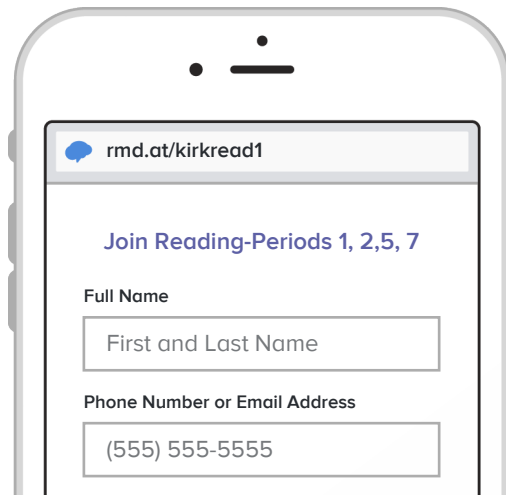 rmd.at/kirkread1
Join Reading-Periods 1, 2,5, 7
Full Name
First and Last Name
Phone Number or Email Address
(555) 555-5555